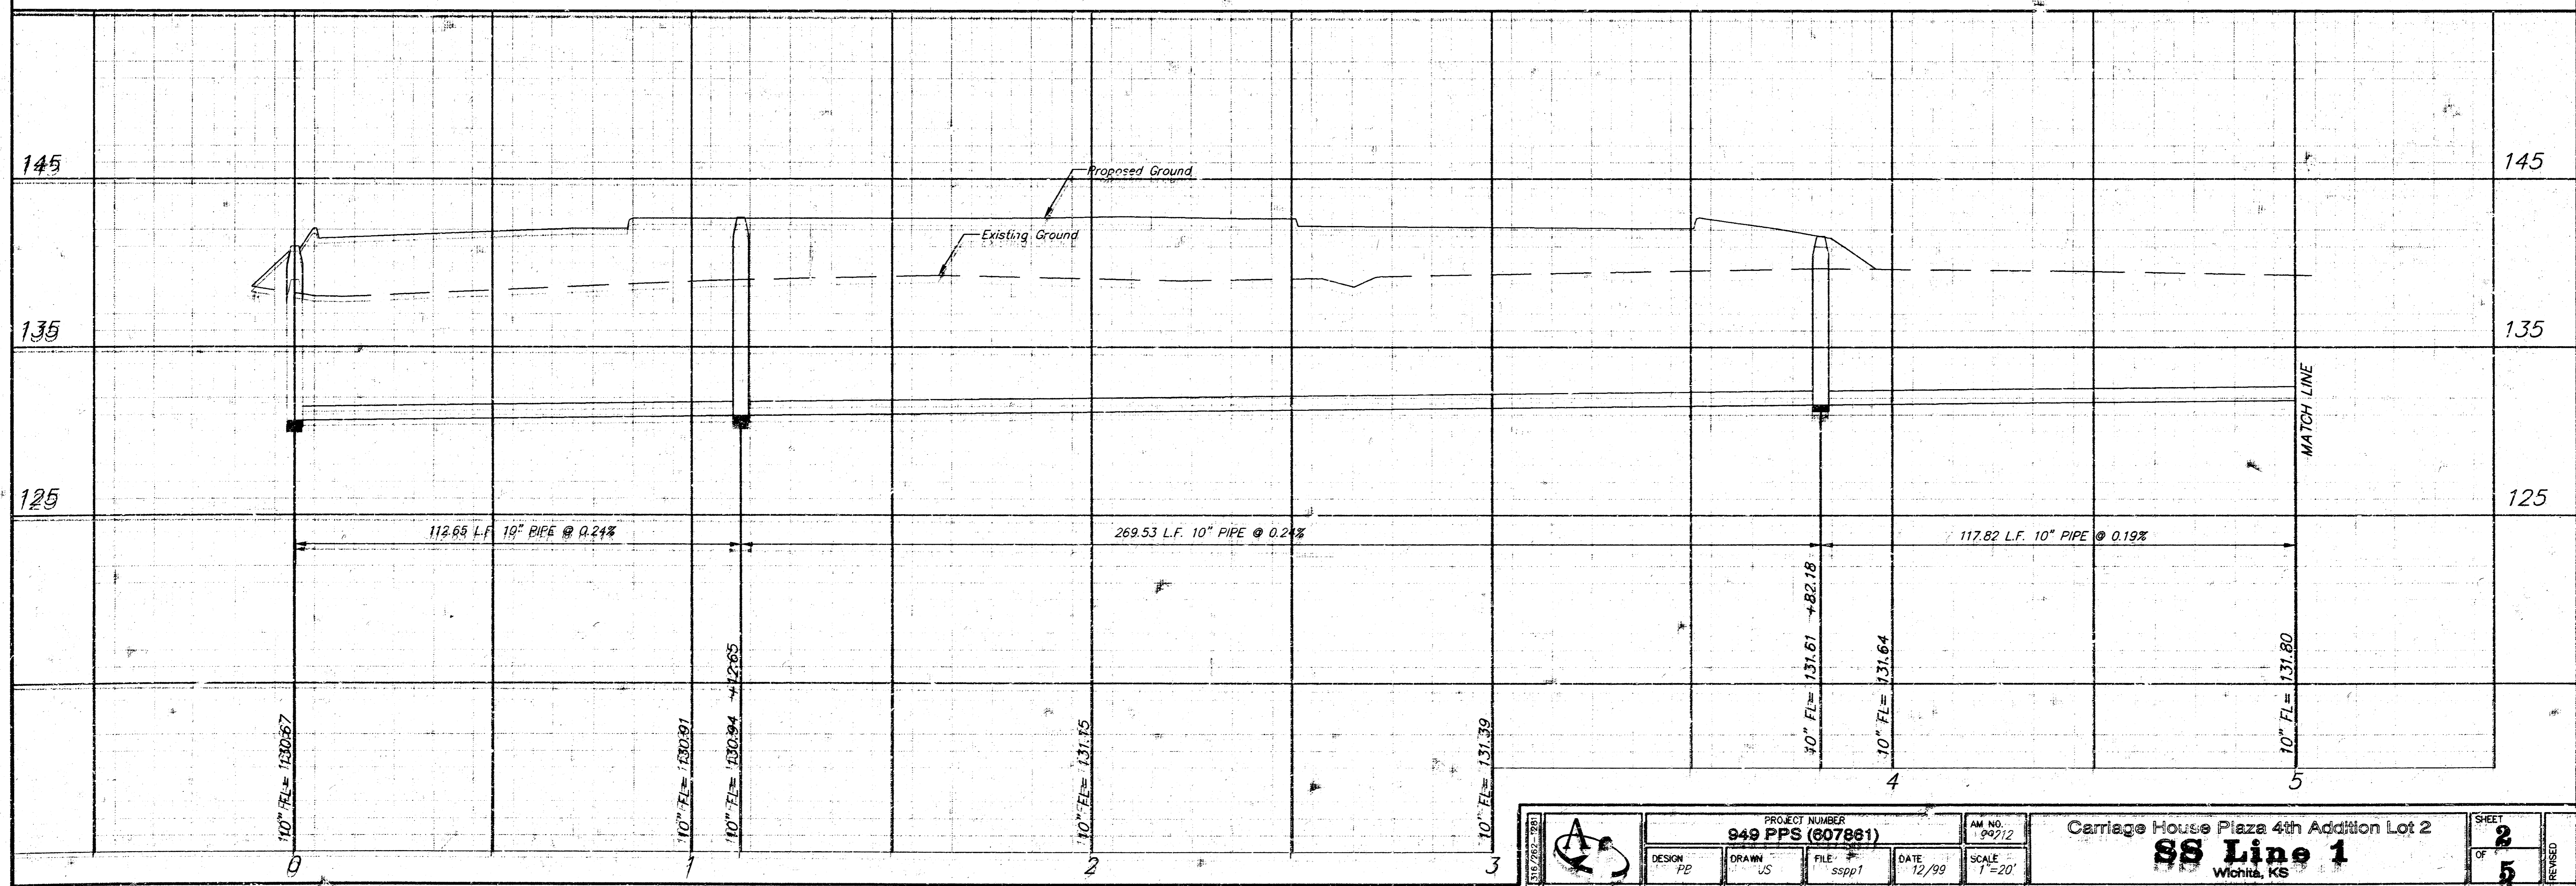 145
145
Proposed Ground
Existing Ground
135
135
MATCH LINE
125
125
112.65 L.F. 10" PIPE @ 0.24%
269.53 L.F. 10" PIPE @ 0.24%
117.82 L.F. 10" PIPE @ 0.19%
10" FL= 130.67
10" FL= 130.91
10" FL= 130.94 +12.65
10" FL= 131.15
10" FL= 131.39
10" FL= 131.61 +82.18
10" FL= 131.64
10" FL= 131.80
0
1
2
3
4
5
316/262-1281
PROJECT NUMBER
949 PPS (607861)
AM NO.
99212
DESIGN
PB
DRAWN
JS
FILE
sspp1
DATE
12/99
SCALE
1"=20'
Carriage House Plaza 4th Addition Lot 2
SS Line 1
Wichita, KS
SHEET
2
OF
5
REVISED